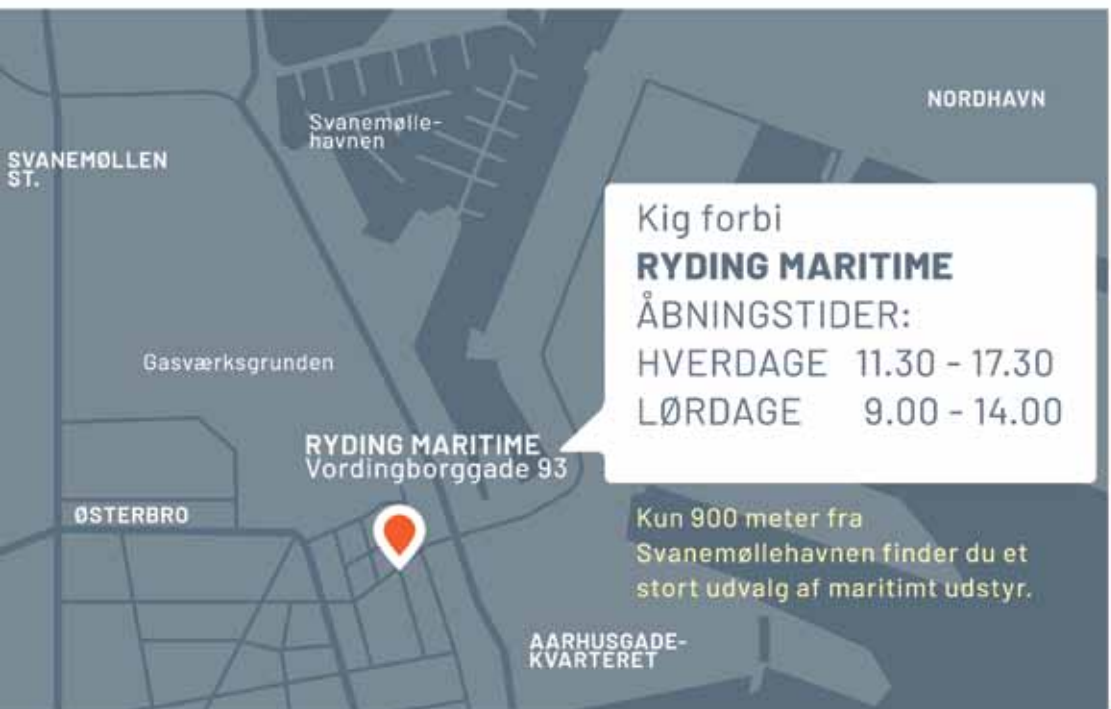 NORDHAVN
Svanemølle-
havnen
SVANEMØLLEN
ST.
Kig forbi
RYDING MARITIME
ÅBNINGSTIDER:
HVERDAGE 11.30 - 17.30
LØRDAGE 9.00 - 14.00
Gasværksgrunden
RYDING MARITIME
Vordingborggade 93
ØSTERBRO
Kun 900 meter fra
Svanemøllehavnen finder du et
stort udvalg af maritimt udstyr.
AARHUSGADE-
KVARTERET